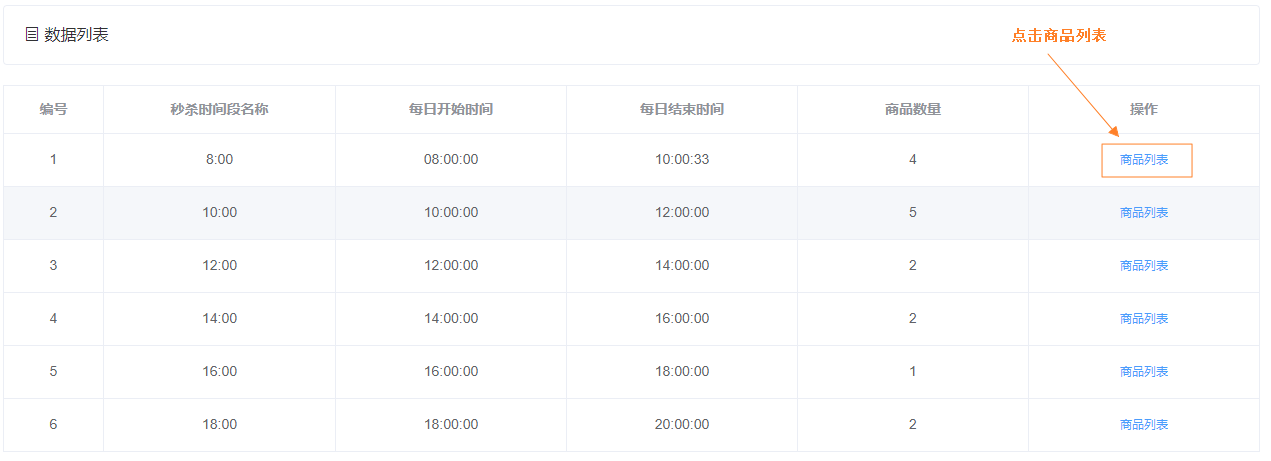 数据列表
点击商品列表
编号 秒杀时间段名称 每日开始时间 每日结束时间 商品数量 操作
1 8:00 08:00:00 10:00:33 4 商品列表
2 10:00 10:00:00 12:00:00 5 商品列表
3 12:00 12:00:00 14:00:00 2 商品列表
4 14:00 14:00:00 16:00:00 2 商品列表
5 16:00 16:00:00 18:00:00 1 商品列表
6 18:00 18:00:00 20:00:00 2 商品列表